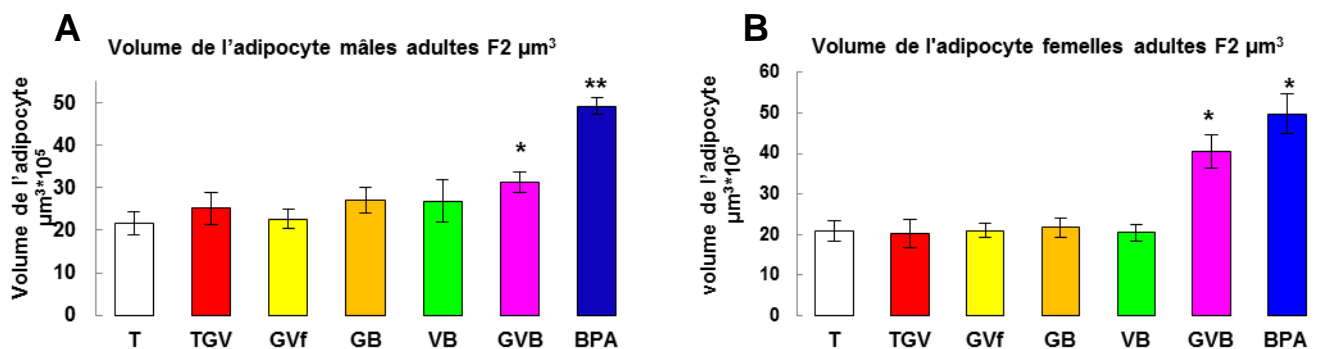 A
Volume de l’adipocyte mâles adultes F2 µm³
Volume de l’adipocyte
µm³*10⁵
50
40
30
20
10
0
*
**
T TGV GVf GB VB GVB BPA
B
Volume de l'adipocyte femelles adultes F2 µm³
volume de l’adipocyte
µm³*10⁵
60
50
40
30
20
10
0
*
*
T TGV GVf GB VB GVB BPA